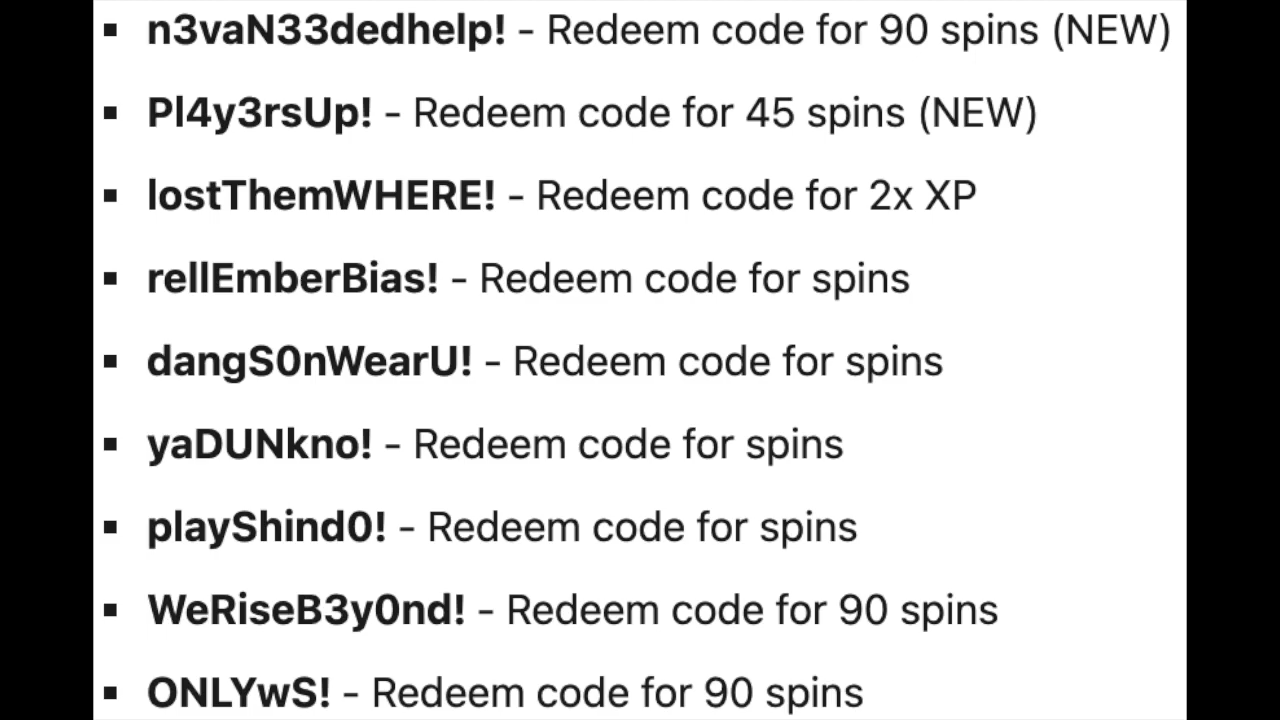 ▪ n3vaN33dedhelp! - Redeem code for 90 spins (NEW)
▪ Pl4y3rsUp! - Redeem code for 45 spins (NEW)
▪ lostThemWHERE! - Redeem code for 2x XP
▪ rellEmberBias! - Redeem code for spins
▪ dangS0nWearU! - Redeem code for spins
▪ yaDUNkno! - Redeem code for spins
▪ playShind0! - Redeem code for spins
▪ WeRiseB3y0nd! - Redeem code for 90 spins
▪ ONLYwS! - Redeem code for 90 spins